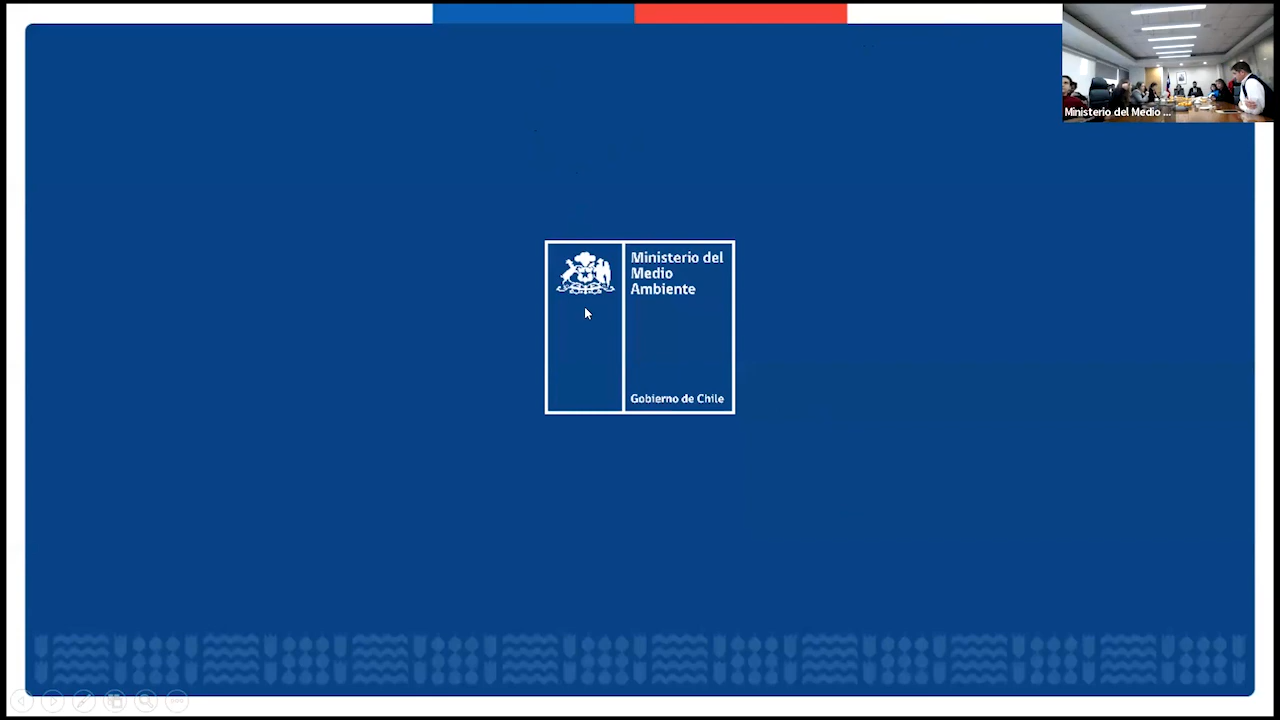 Ministerio del Medio ...
Ministerio del
Medio
Ambiente
Gobierno de Chile